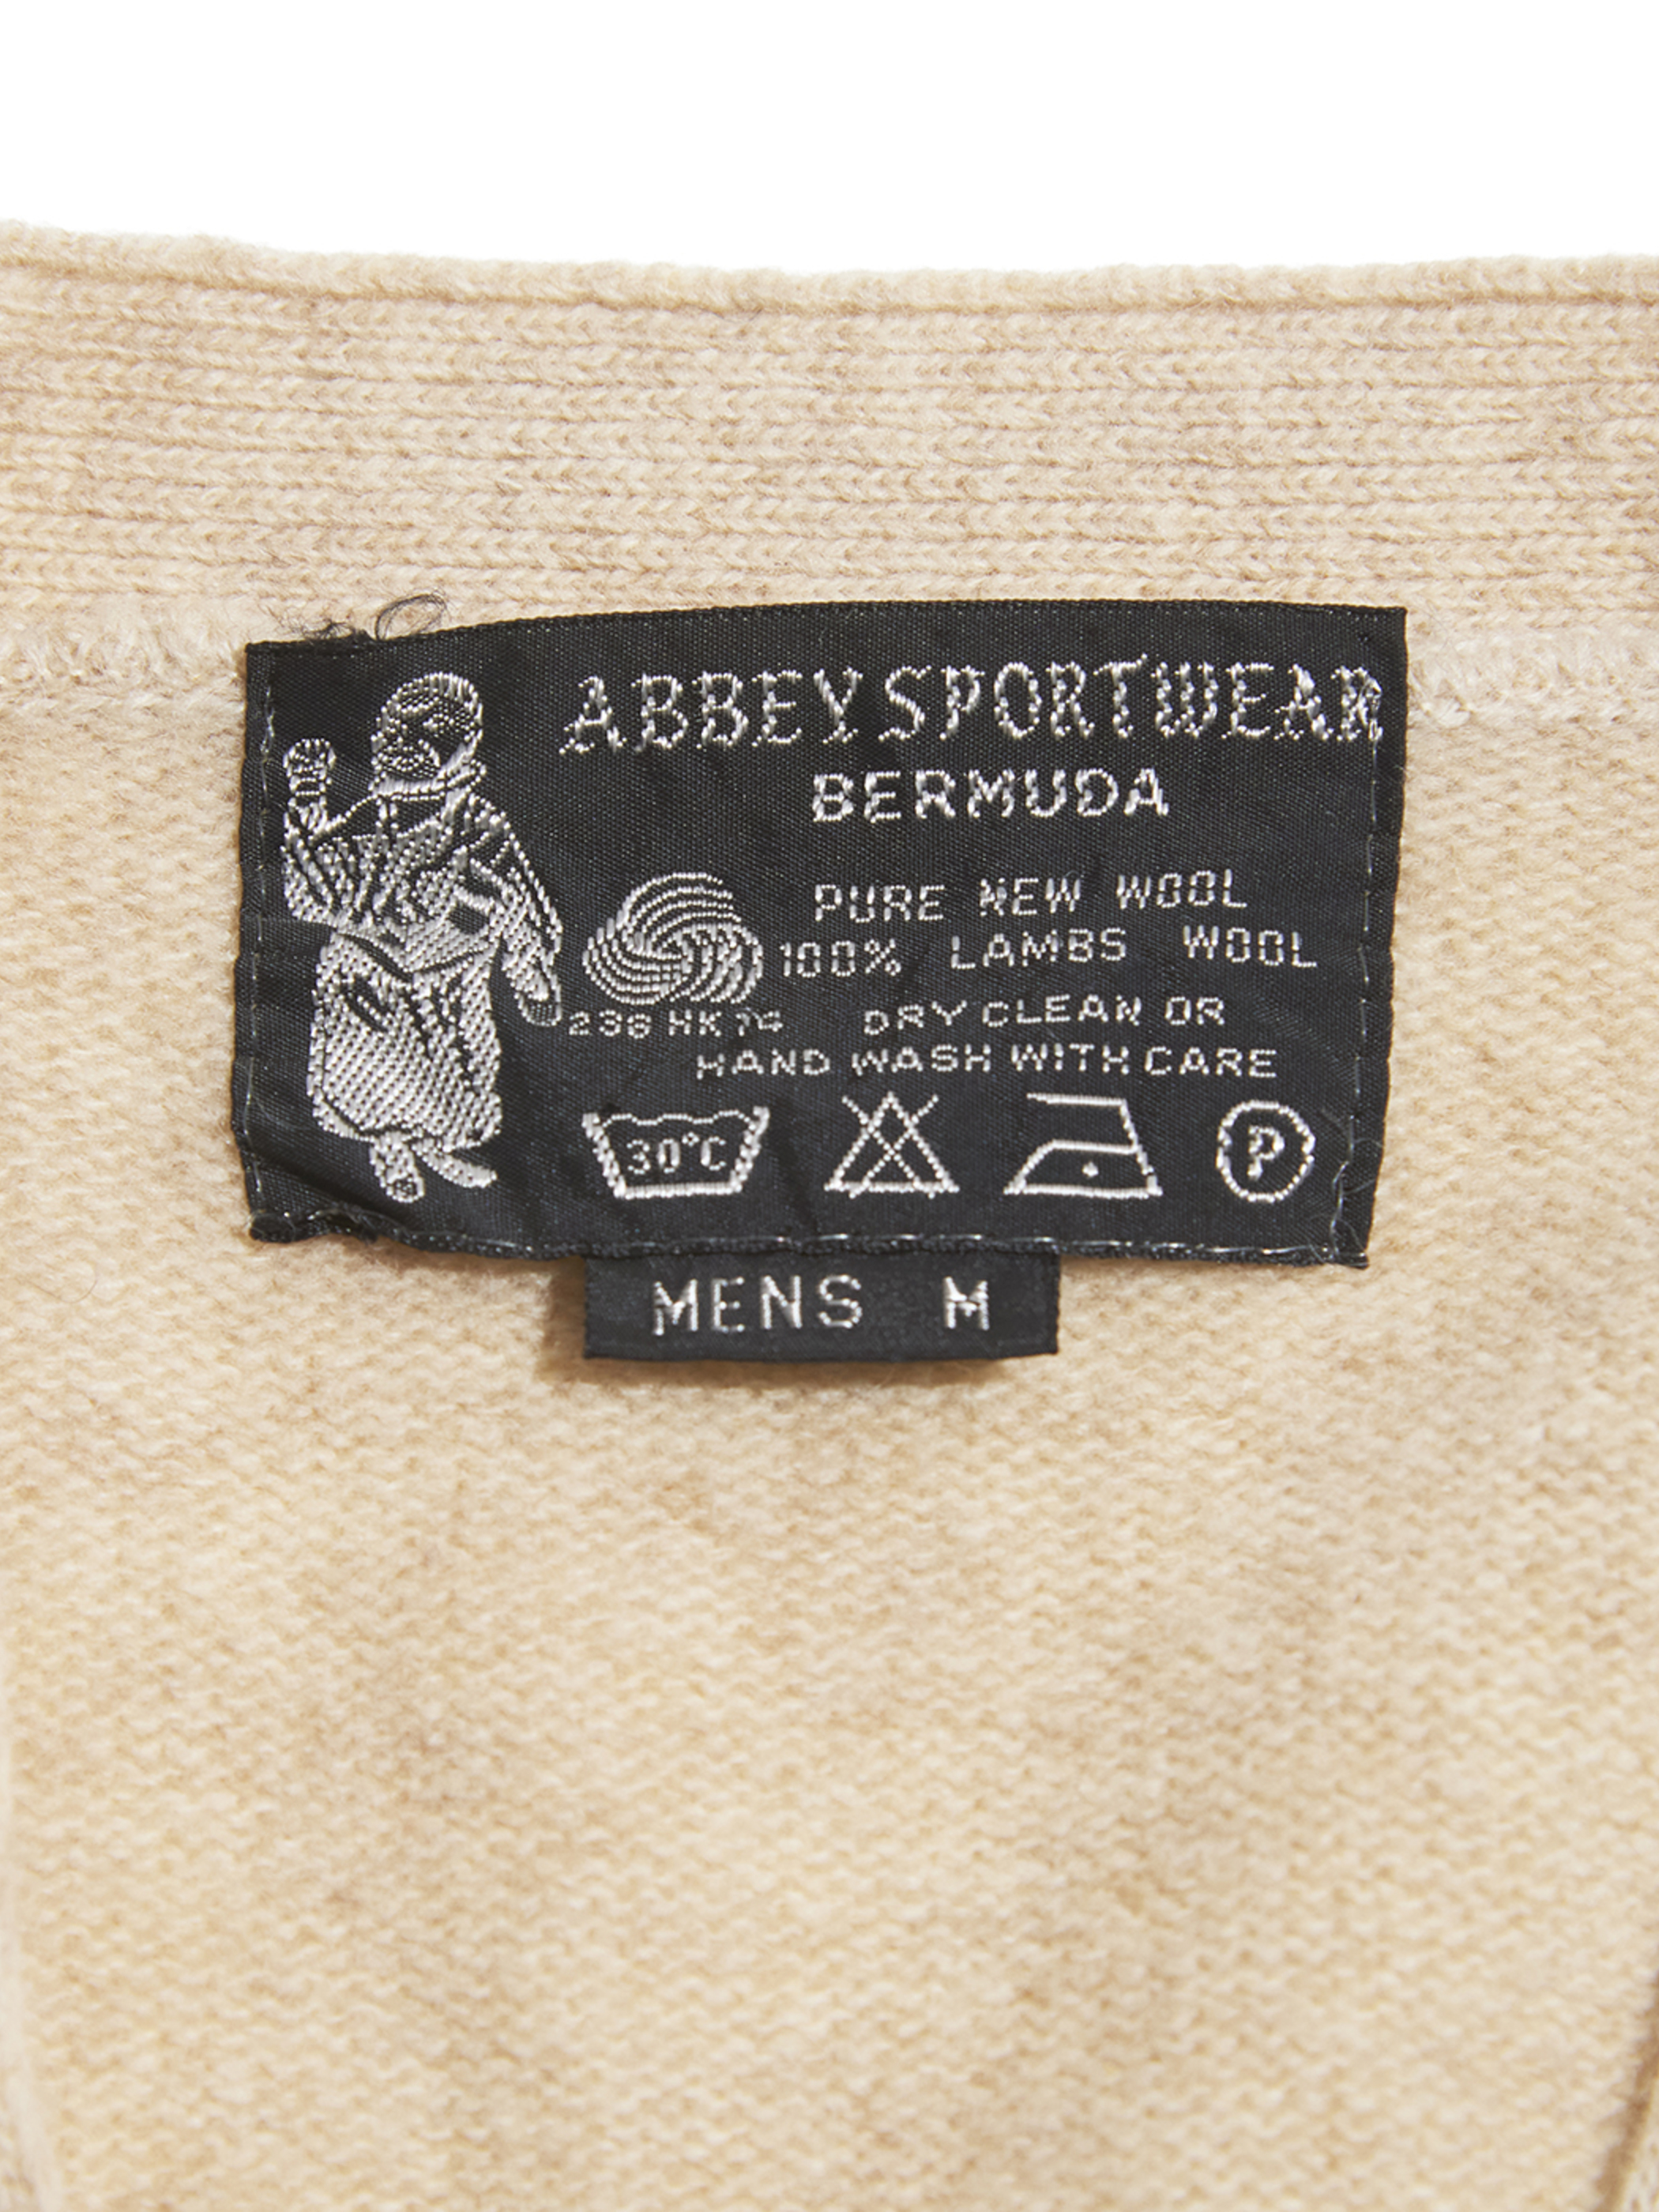 ABBEY SPORTWEAR
BERMUDA
PURE NEW WOOL
100% LAMBS WOOL
236 HK 74
DRY CLEAN OR
HAND WASH WITH CARE
30°C
P
MENS M